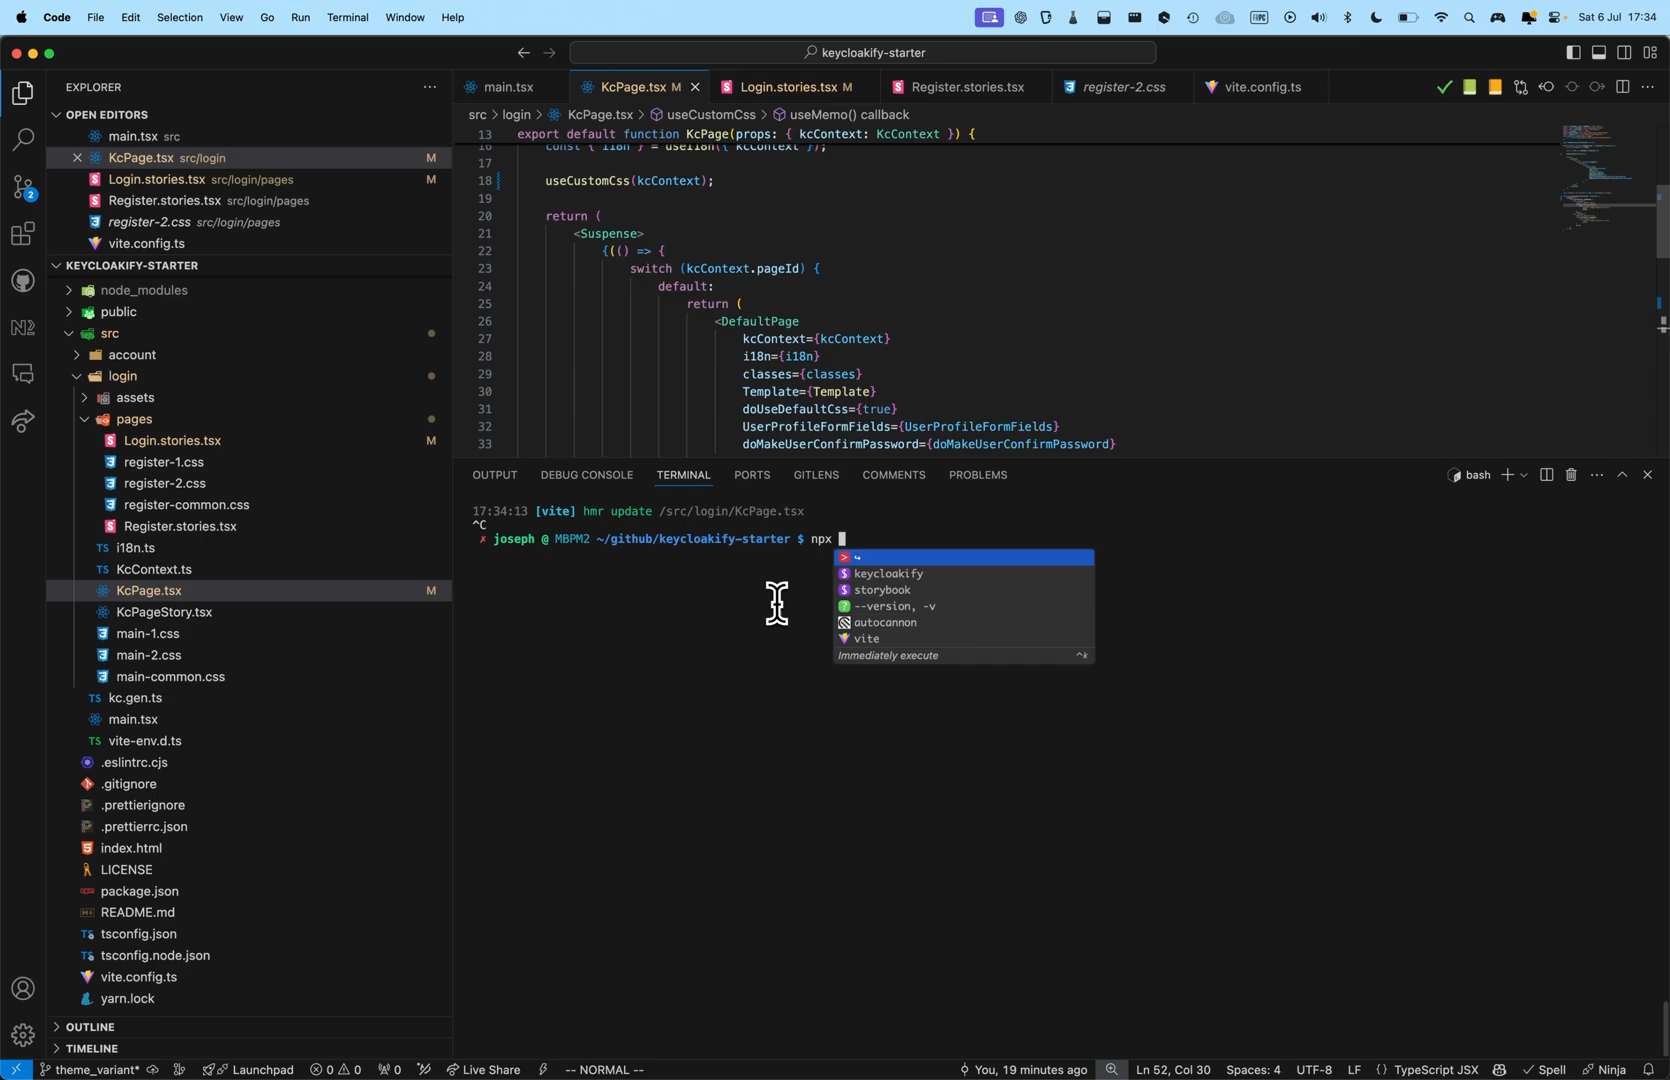 Code File Edit Selection View Go Run Terminal Window Help
Sat 6 Jul 17:34
keycloakify-starter
EXPLORER
OPEN EDITORS
main.tsx src
KcPage.tsx src/login M
Login.stories.tsx src/login/pages M
Register.stories.tsx src/login/pages
register-2.css src/login/pages
vite.config.ts
2
KEYCLOAKIFY-STARTER
node_modules
public
src
account
login
assets
pages
Login.stories.tsx M
register-1.css
register-2.css
register-common.css
Register.stories.tsx
TS i18n.ts
TS KcContext.ts
KcPage.tsx M
KcPageStory.tsx
main-1.css
main-2.css
main-common.css
TS kc.gen.ts
main.tsx
TS vite-env.d.ts
.eslintrc.cjs
.gitignore
.prettierignore
.prettierrc.json
index.html
LICENSE
package.json
README.md
tsconfig.json
tsconfig.node.json
vite.config.ts
yarn.lock
OUTLINE
TIMELINE
main.tsx KcPage.tsx M Login.stories.tsx M Register.stories.tsx register-2.css vite.config.ts
src > login > KcPage.tsx > useCustomCss > useMemo() callback
13 export default function KcPage(props: { kcContext: KcContext }) {
16 const { i18n } = useI18n({ kcContext });
17
18 useCustomCss(kcContext);
19
20 return (
21 <Suspense>
22 {(() => {
23 switch (kcContext.pageId) {
24 default:
25 return (
26 <DefaultPage
27 kcContext={kcContext}
28 i18n={i18n}
29 classes={classes}
30 Template={Template}
31 doUseDefaultCss={true}
32 UserProfileFormFields={UserProfileFormFields}
33 doMakeUserConfirmPassword={doMakeUserConfirmPassword}
OUTPUT DEBUG CONSOLE TERMINAL PORTS GITLENS COMMENTS PROBLEMS
bash
17:34:13 [vite] hmr update /src/login/KcPage.tsx
^C
✗ joseph @ MBPM2 ~/github/keycloakify-starter $ npx
> ↪
$ keycloakify
$ storybook
? --version, -v
autocannon
vite
Immediately execute ^k
theme_variant* Launchpad 0 0 0 Live Share -- NORMAL -- You, 19 minutes ago Ln 52, Col 30 Spaces: 4 UTF-8 LF { } TypeScript JSX Spell Ninja